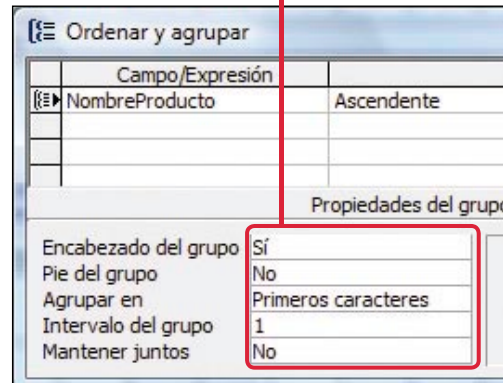 Ordenar y agrupar
Campo/Expresión
NombreProducto Ascendente
Propiedades del grupo
Encabezado del grupo Sí
Pie del grupo No
Agrupar en Primeros caracteres
Intervalo del grupo 1
Mantener juntos No